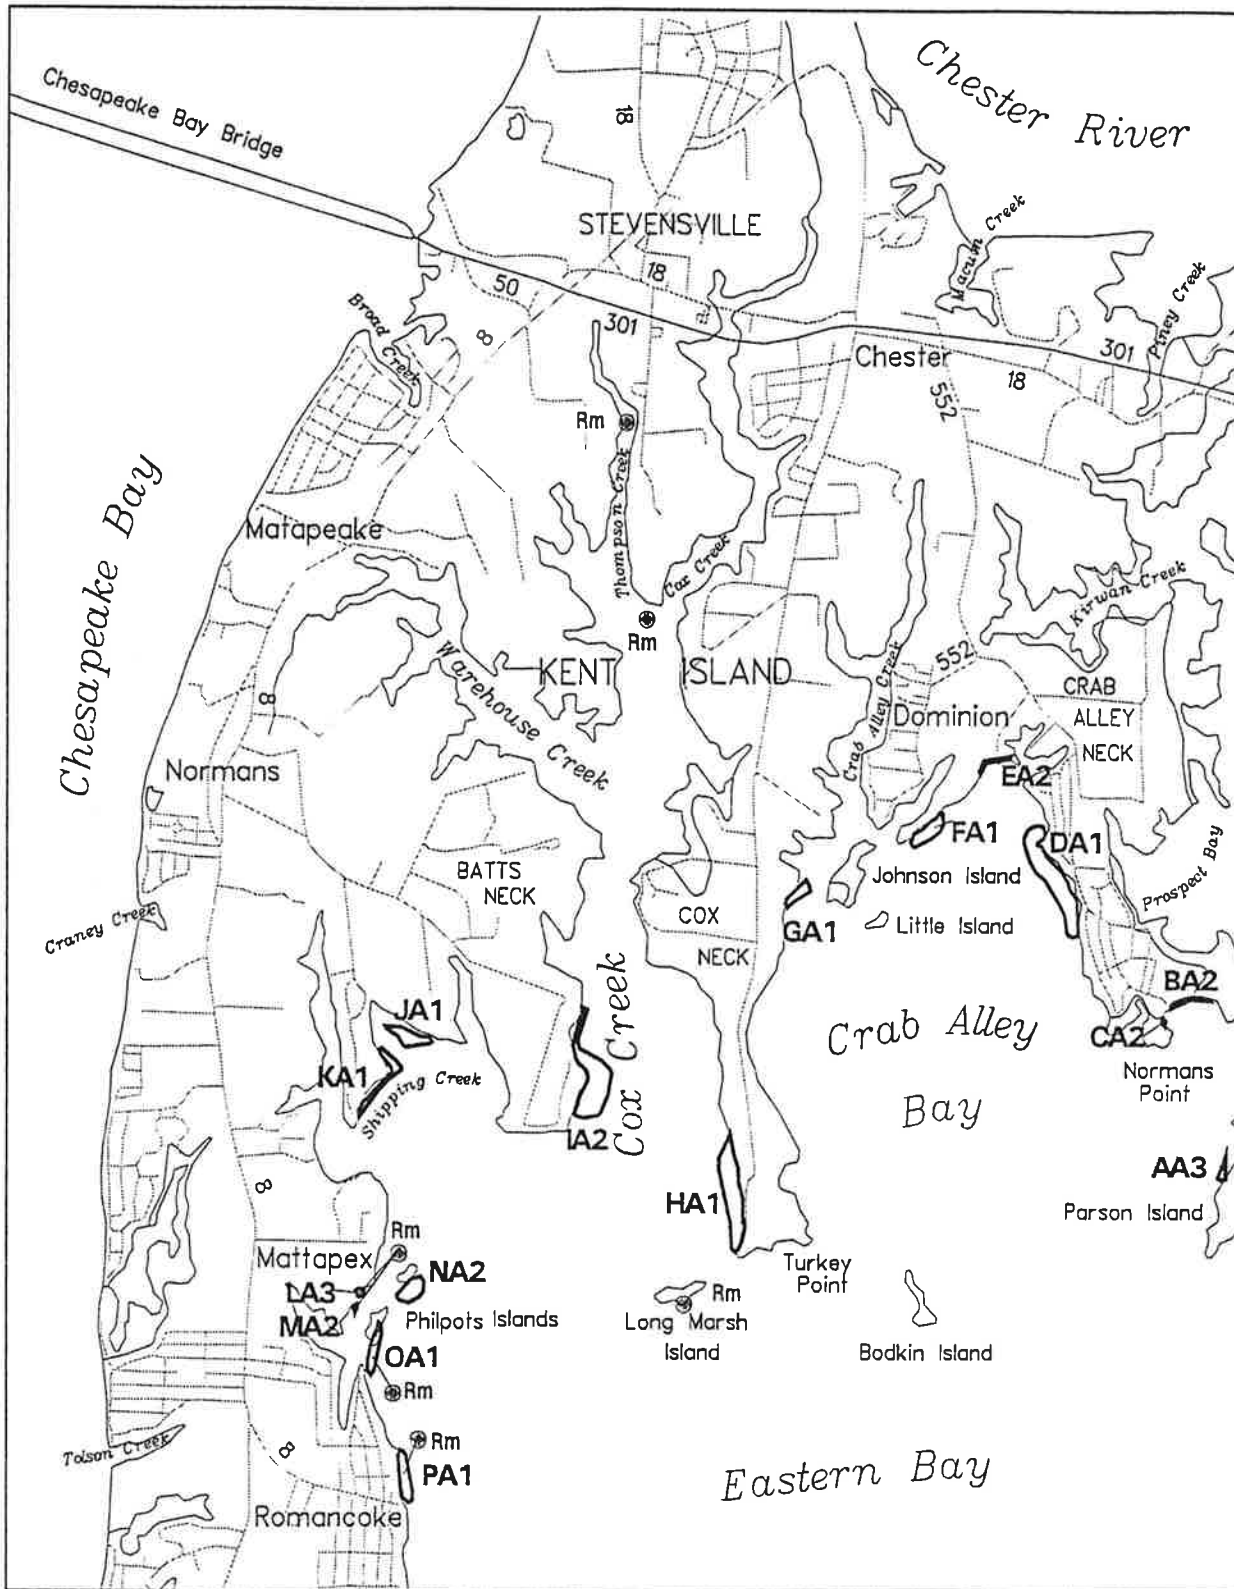 Chester River
Chesapeake Bay Bridge
18
STEVENSVILLE
Macum Creek
50
18
301
8
Broad Creek
Piney Creek
Chester
301
18
552
Rm
Chesapeake Bay
Matapeake
Thompson Creek
Cox Creek
Rm
Kirwan Creek
Warehouse Creek
KENT ISLAND
552
CRAB
ALLEY
NECK
8
Crab Alley Creek
Dominion
Normans
EA2
FA1
DA1
BATTS
NECK
Johnson Island
Prospect Bay
Craney Creek
COX
NECK
GA1
Little Island
Cox Creek
BA2
JA1
Crab Alley
Bay
CA2
Normans
Point
KA1
Shipping Creek
IA2
AA3
8
HA1
Parson Island
Rm
Mattapex
NA2
Turkey
Point
LA3
MA2
Philpots Islands
Rm
Long Marsh
Island
Bodkin Island
OA1
Rm
Tolson Creek
8
Rm
PA1
Eastern Bay
Romancoke